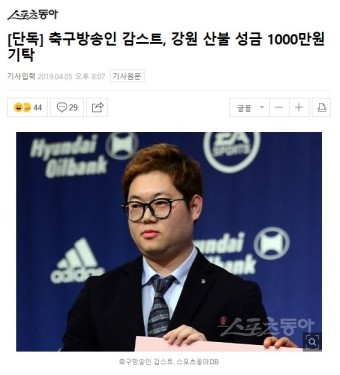 스포츠동아
[단독] 축구방송인 감스트, 강원 산불 성금 1000만원
기탁
기사입력 2019.04.05 오후 8:07 기사원문
44 29 글꼴
Hyundai
Oilbank
EA
SPORTS
Hyundai
Oilbank
adidas
스포츠동아
축구방송인 감스트. 스포츠동아DB